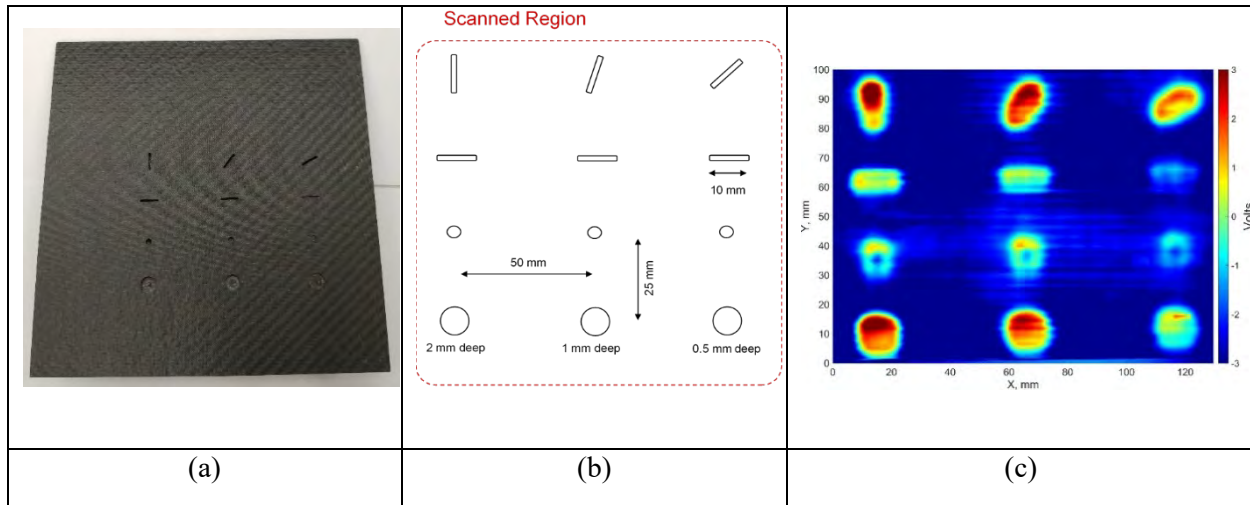 Scanned Region
10 mm
50 mm
25 mm
2 mm deep
1 mm deep
0.5 mm deep
100
90
80
70
60
50
40
30
20
10
0
Y, mm
0
20
40
60
80
100
120
X, mm
3
2
1
0
-1
-2
-3
Volts
(a)
(b)
(c)